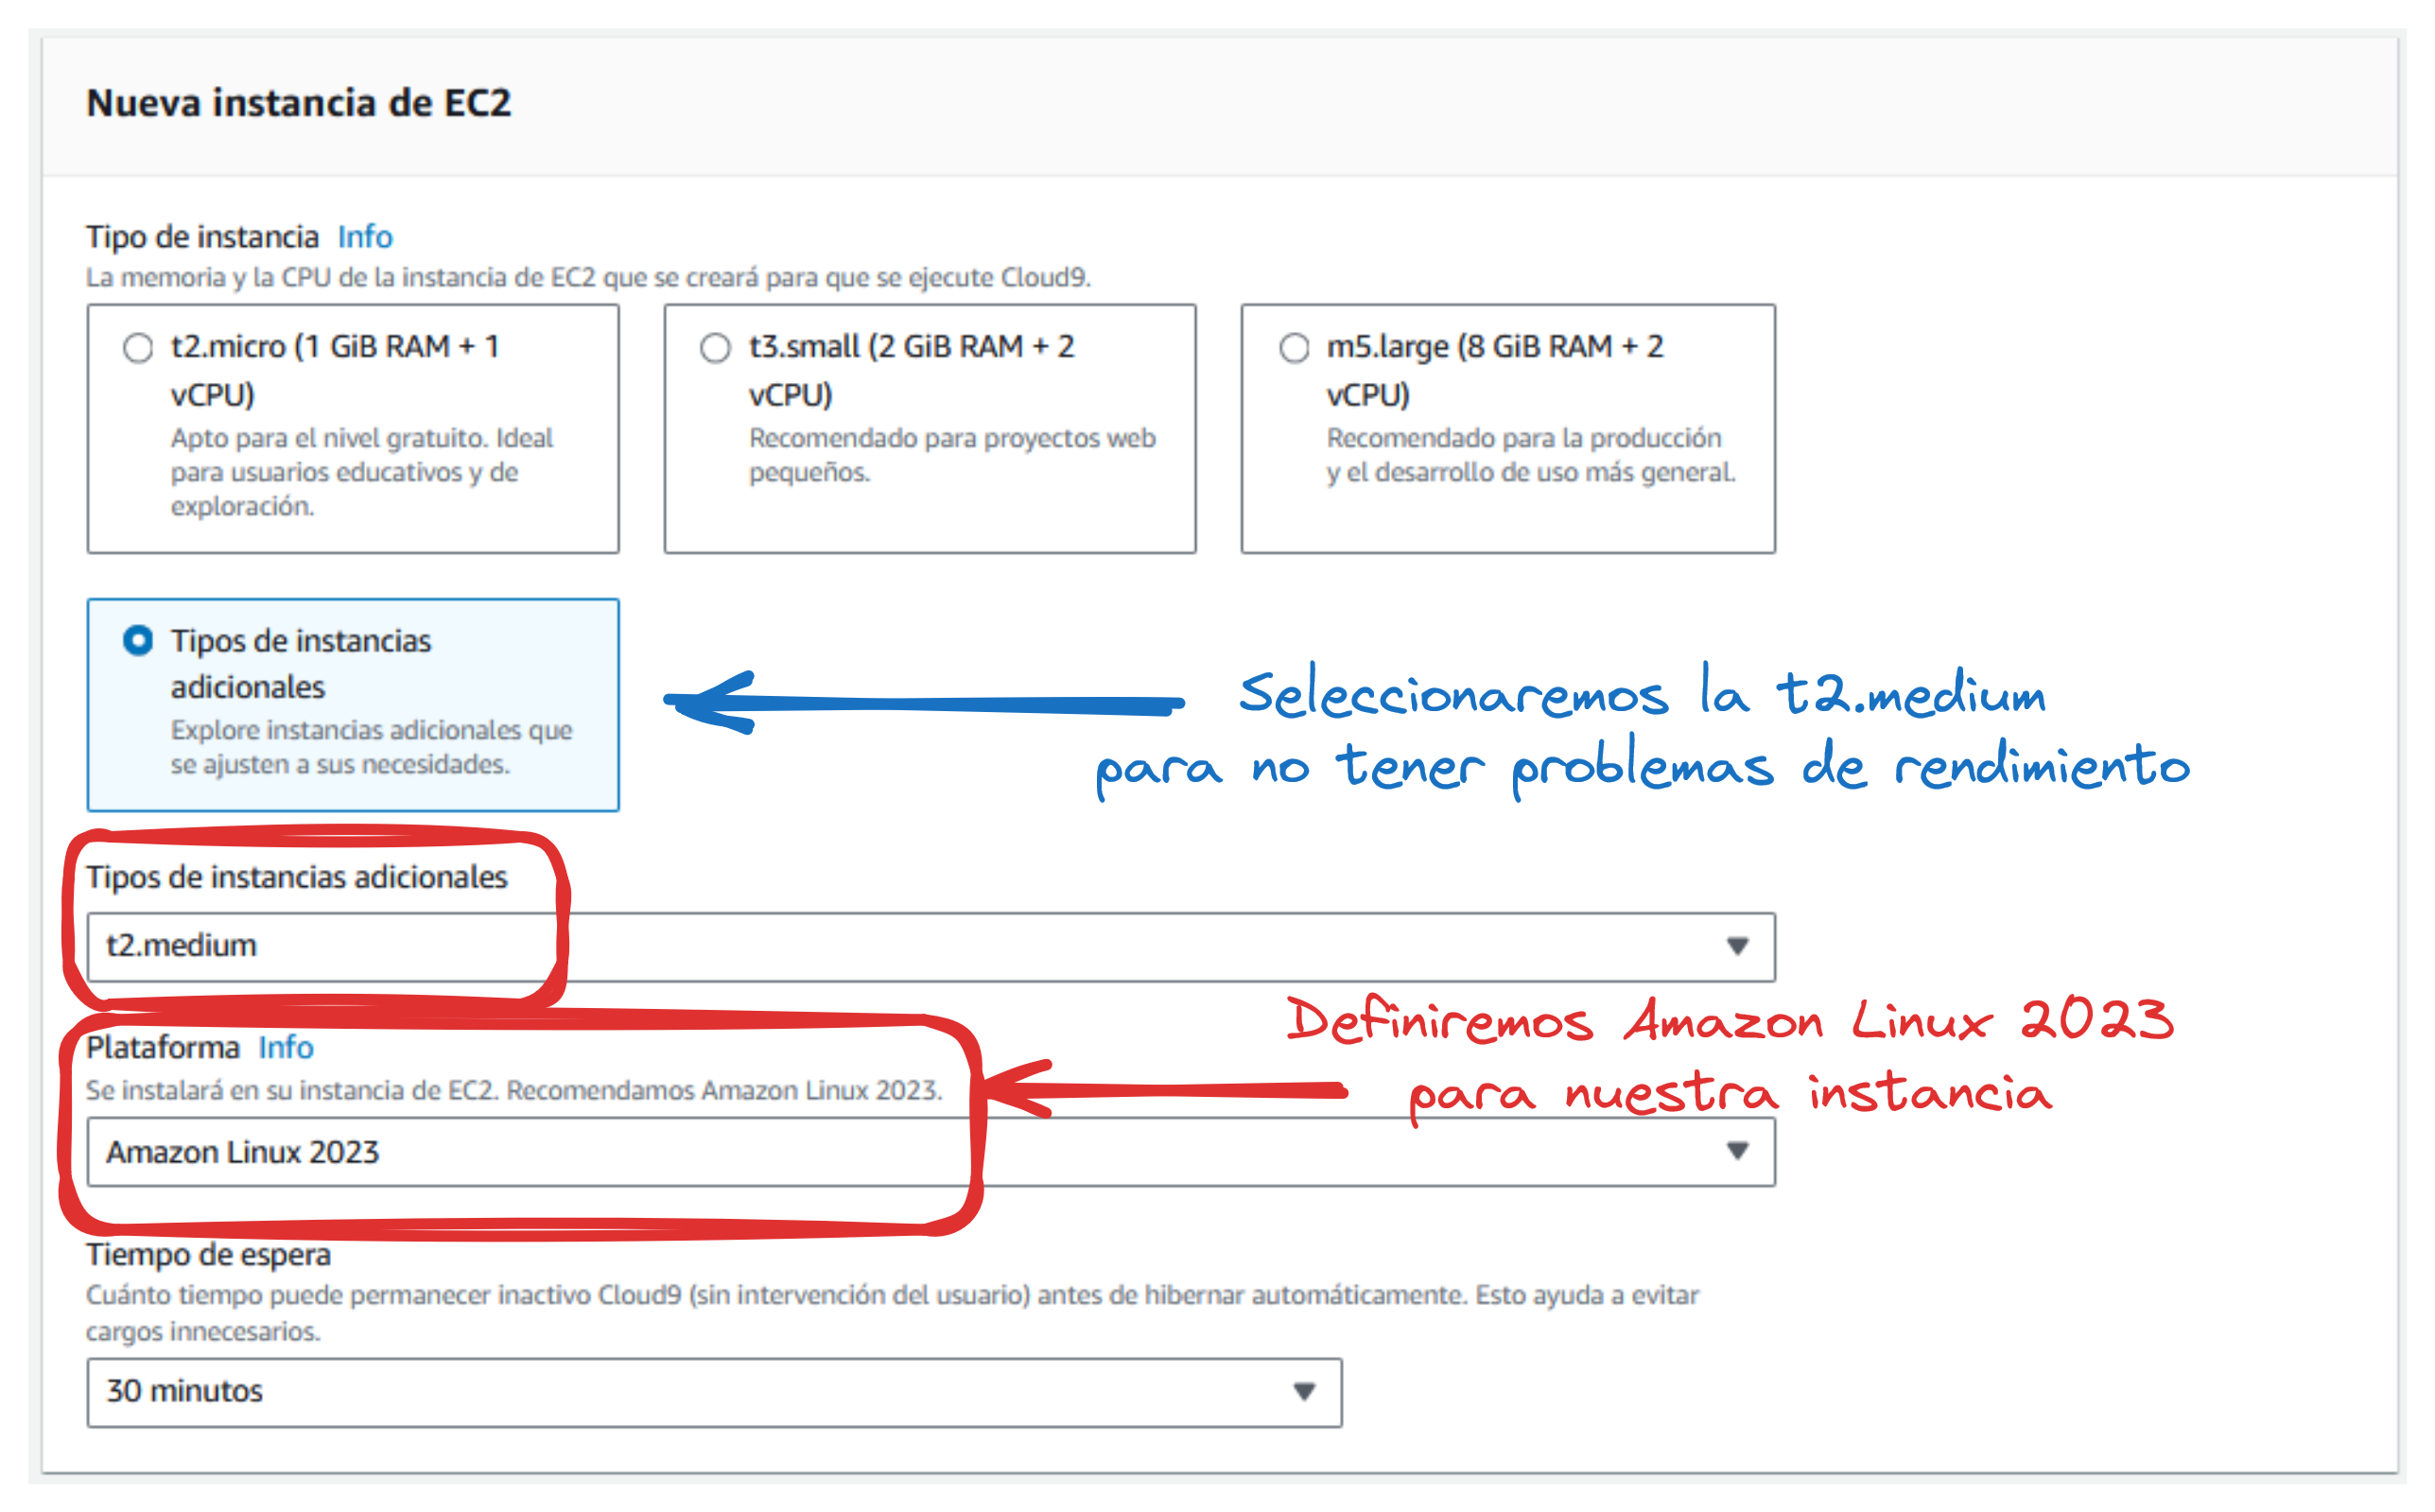 Nueva instancia de EC2
Tipo de instancia Info
La memoria y la CPU de la instancia de EC2 que se creará para que se ejecute Cloud9.
t2.micro (1 GiB RAM + 1
vCPU)
Apto para el nivel gratuito. Ideal
para usuarios educativos y de
exploración.
t3.small (2 GiB RAM + 2
vCPU)
Recomendado para proyectos web
pequeños.
m5.large (8 GiB RAM + 2
vCPU)
Recomendado para la producción
y el desarrollo de uso más general.
Tipos de instancias
adicionales
Explore instancias adicionales que
se ajusten a sus necesidades.
Seleccionaremos la t2.medium
para no tener problemas de rendimiento
Tipos de instancias adicionales
t2.medium
Definiremos Amazon Linux 2023
para nuestra instancia
Plataforma Info
Se instalará en su instancia de EC2. Recomendamos Amazon Linux 2023.
Amazon Linux 2023
Tiempo de espera
Cuánto tiempo puede permanecer inactivo Cloud9 (sin intervención del usuario) antes de hibernar automáticamente. Esto ayuda a evitar
cargos innecesarios.
30 minutos